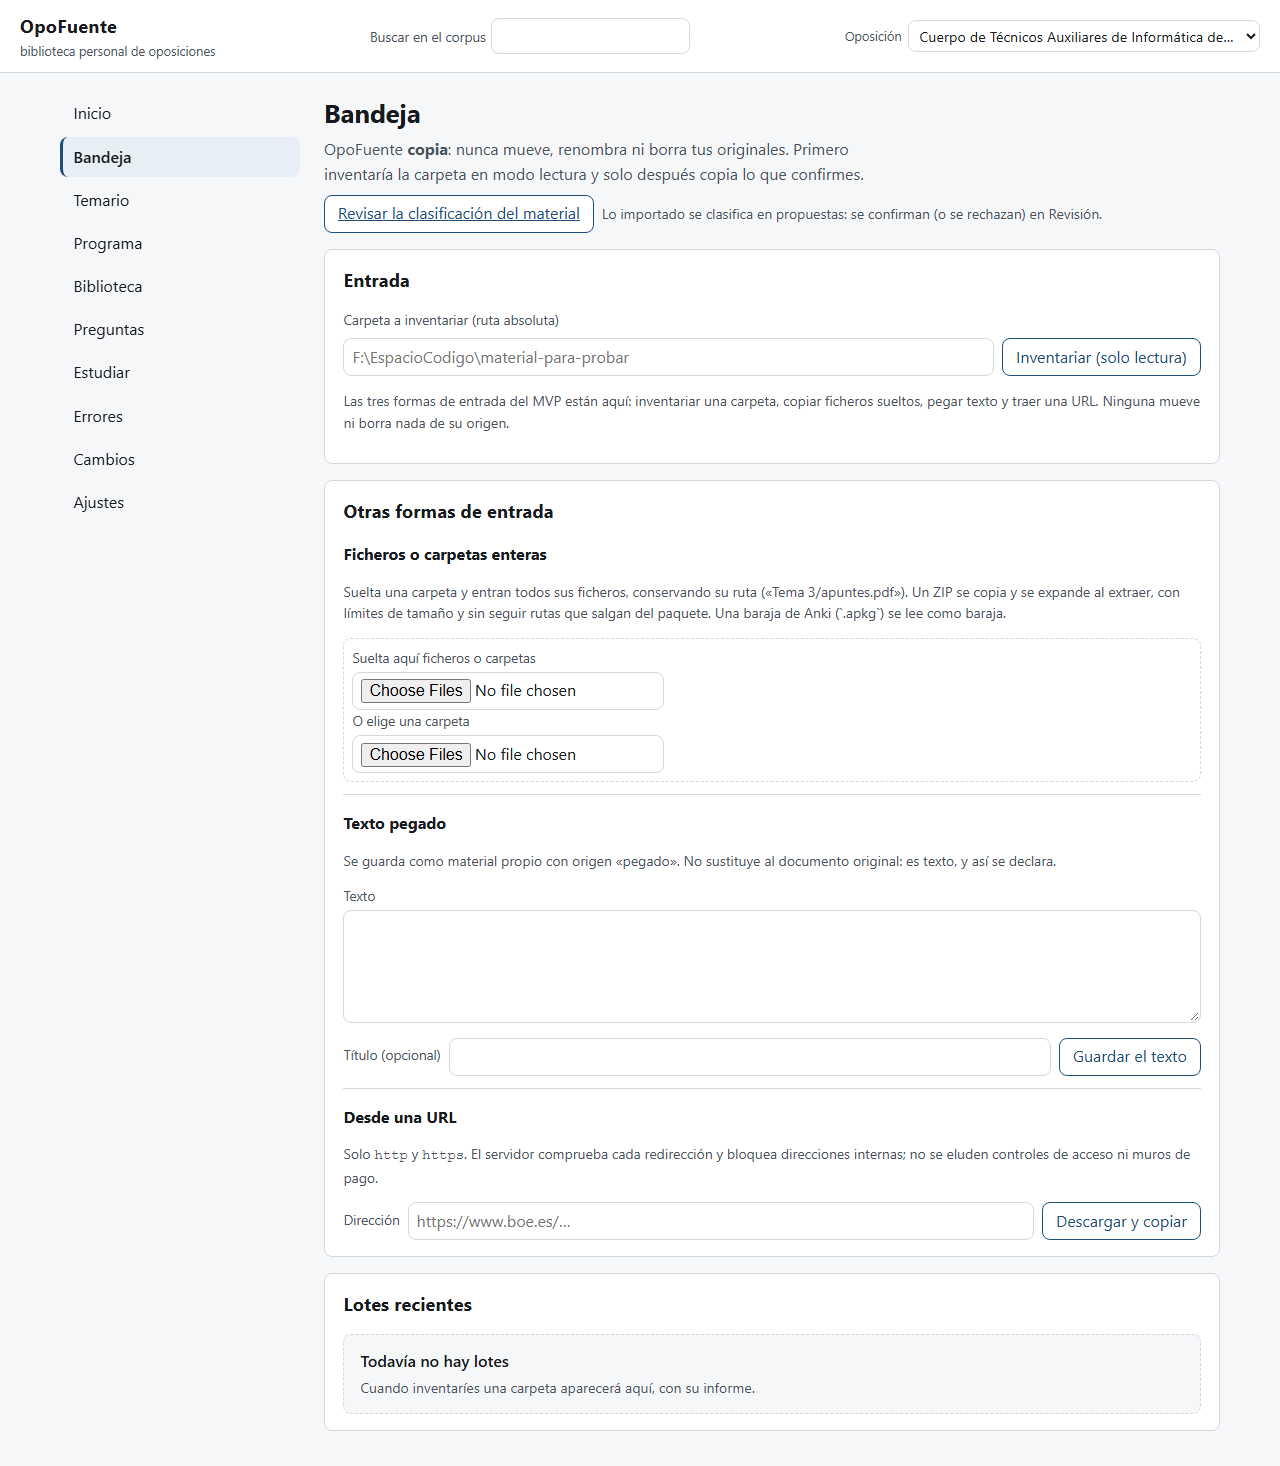 OpoFuente
biblioteca personal de oposiciones
Buscar en el corpus
Oposición
Cuerpo de Técnicos Auxiliares de Informática de...
Inicio
Bandeja
Temario
Programa
Biblioteca
Preguntas
Estudiar
Errores
Cambios
Ajustes
Bandeja
OpoFuente copia: nunca mueve, renombra ni borra tus originales. Primero
inventaría la carpeta en modo lectura y solo después copia lo que confirmes.
Revisar la clasificación del material
Lo importado se clasifica en propuestas: se confirman (o se rechazan) en Revisión.
Entrada
Carpeta a inventariar (ruta absoluta)
F:\EspacioCodigo\material-para-probar
Inventariar (solo lectura)
Las tres formas de entrada del MVP están aquí: inventariar una carpeta, copiar ficheros sueltos, pegar texto y traer una URL. Ninguna mueve
ni borra nada de su origen.
Otras formas de entrada
Ficheros o carpetas enteras
Suelta una carpeta y entran todos sus ficheros, conservando su ruta («Tema 3/apuntes.pdf»). Un ZIP se copia y se expande al extraer, con
límites de tamaño y sin seguir rutas que salgan del paquete. Una baraja de Anki (`.apkg`) se lee como baraja.
Suelta aquí ficheros o carpetas
Choose Files No file chosen
O elige una carpeta
Choose Files No file chosen
Texto pegado
Se guarda como material propio con origen «pegado». No sustituye al documento original: es texto, y así se declara.
Texto
Título (opcional)
Guardar el texto
Desde una URL
Solo http y https. El servidor comprueba cada redirección y bloquea direcciones internas; no se eluden controles de acceso ni muros de
pago.
Dirección
https://www.boe.es/...
Descargar y copiar
Lotes recientes
Todavía no hay lotes
Cuando inventaríes una carpeta aparecerá aquí, con su informe.